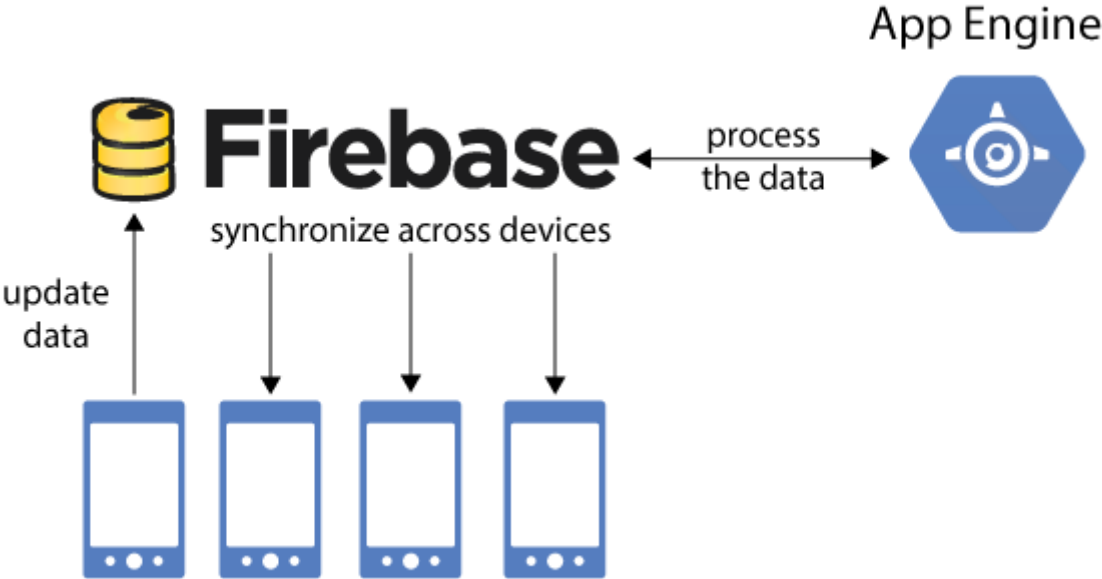 App Engine
Firebase
process
the data
synchronize across devices
update
data